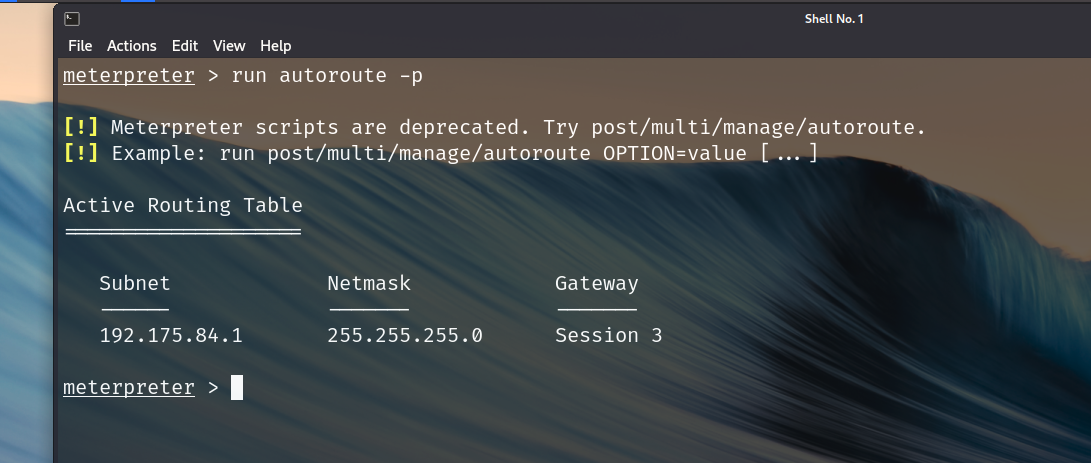 Shell No. 1
File Actions Edit View Help
meterpreter > run autoroute -p
[!] Meterpreter scripts are deprecated. Try post/multi/manage/autoroute.
[!] Example: run post/multi/manage/autoroute OPTION=value [...]
Active Routing Table
====================
Subnet Netmask Gateway
------ ------- -------
192.175.84.1 255.255.255.0 Session 3
meterpreter >